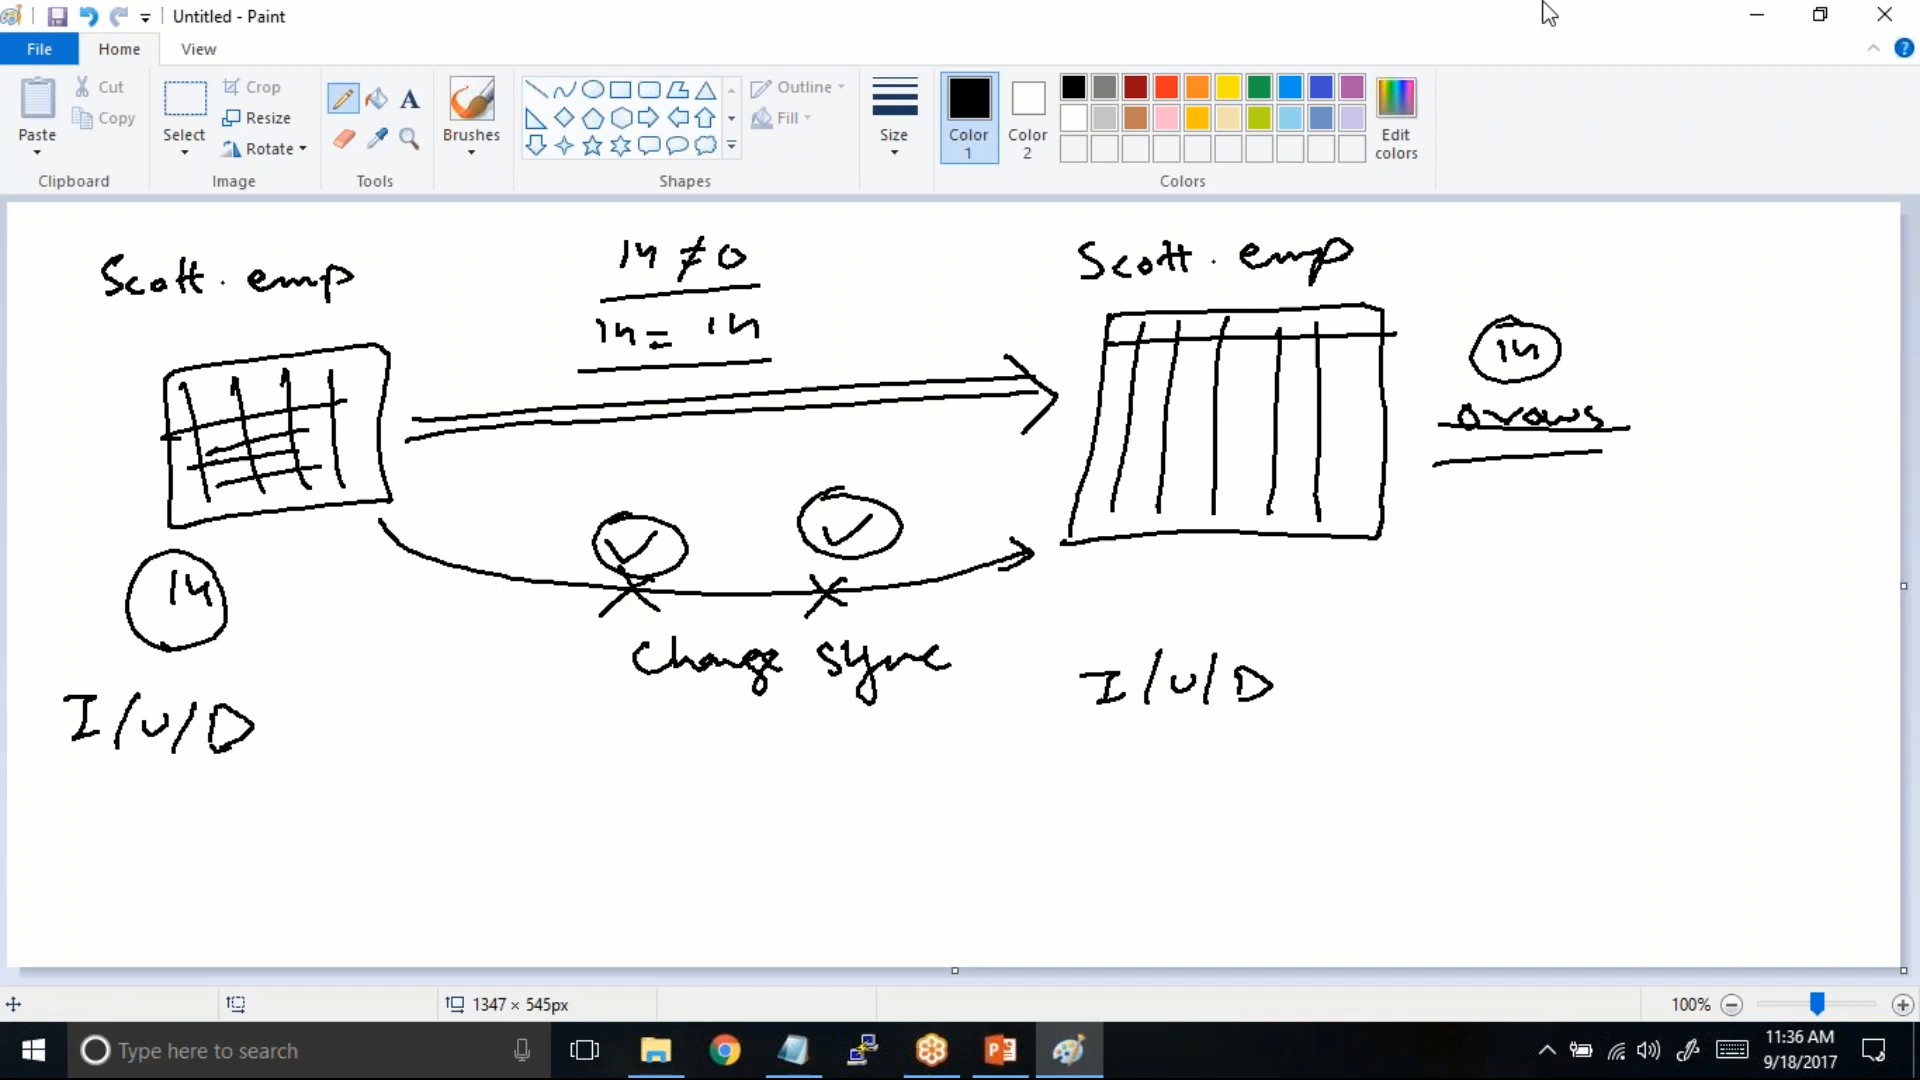 Untitled - Paint
File Home View
Paste
Cut
Copy
Clipboard
Select
Crop
Resize
Rotate
Image
Tools
Brushes
Shapes
Outline
Fill
Size
Color 1
Color 2
Edit colors
Colors
Scott. emp
14 ≠ 0
14 = 14
Scott. emp
14
0 rows
14
Change sync
I/U/D
I/U/D
1347 × 545px
100%
Type here to search
11:36 AM
9/18/2017